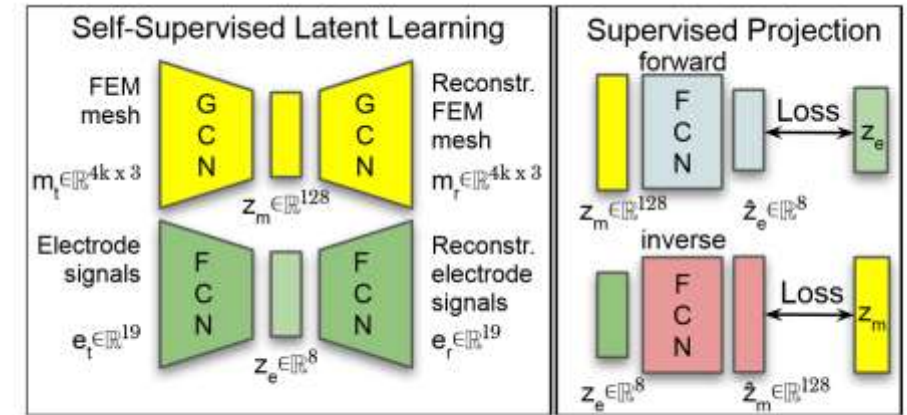 Self-Supervised Latent Learning
FEM
mesh
m_t∈ℝ^{4k x 3}
G
C
N
z_m∈ℝ^{128}
G
C
N
Reconstr.
FEM
mesh
m_r∈ℝ^{4k x 3}
Electrode
signals
e_t∈ℝ^{19}
F
C
N
z_e∈ℝ^8
F
C
N
Reconstr.
electrode
signals
e_r∈ℝ^{19}
Supervised Projection
forward
z_m∈ℝ^{128}
F
C
N
ẑ_e∈ℝ^8
Loss
z_e
inverse
z_e∈ℝ^8
F
C
N
ẑ_m∈ℝ^{128}
Loss
z_m